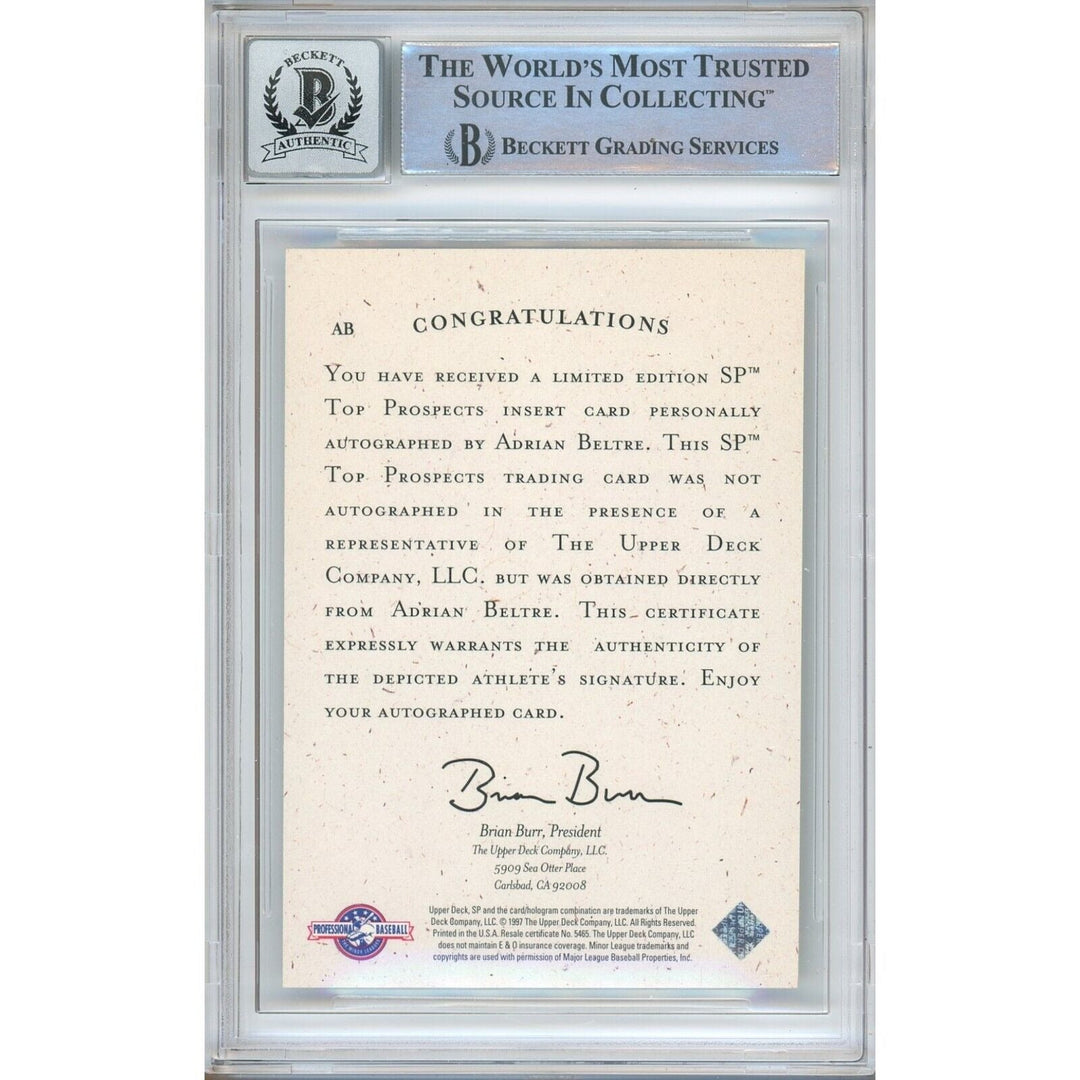 BECKETT
B
AUTHENTIC
THE WORLD'S MOST TRUSTED
SOURCE IN COLLECTING™
B BECKETT GRADING SERVICES
AB
CONGRATULATIONS
YOU HAVE RECEIVED A LIMITED EDITION SP™
TOP PROSPECTS INSERT CARD PERSONALLY
AUTOGRAPHED BY ADRIAN BELTRE. THIS SP™
TOP PROSPECTS TRADING CARD WAS NOT
AUTOGRAPHED IN THE PRESENCE OF A
REPRESENTATIVE OF THE UPPER DECK
COMPANY, LLC. BUT WAS OBTAINED DIRECTLY
FROM ADRIAN BELTRE. THIS CERTIFICATE
EXPRESSLY WARRANTS THE AUTHENTICITY OF
THE DEPICTED ATHLETE'S SIGNATURE. ENJOY
YOUR AUTOGRAPHED CARD.
Brian Burr
Brian Burr, President
The Upper Deck Company, LLC.
5909 Sea Otter Place
Carlsbad, CA 92008
Upper Deck, SP and the card/hologram combination are trademarks of The Upper
Deck Company, LLC. © 1997 The Upper Deck Company, LLC. All Rights Reserved.
Printed in the U.S.A. Resale certificate No. 5465. The Upper Deck Company, LLC
does not maintain E & O insurance coverage. Minor League trademarks and
copyrights are used with permission of Major League Baseball Properties, Inc.
PROFESSIONAL BASEBALL